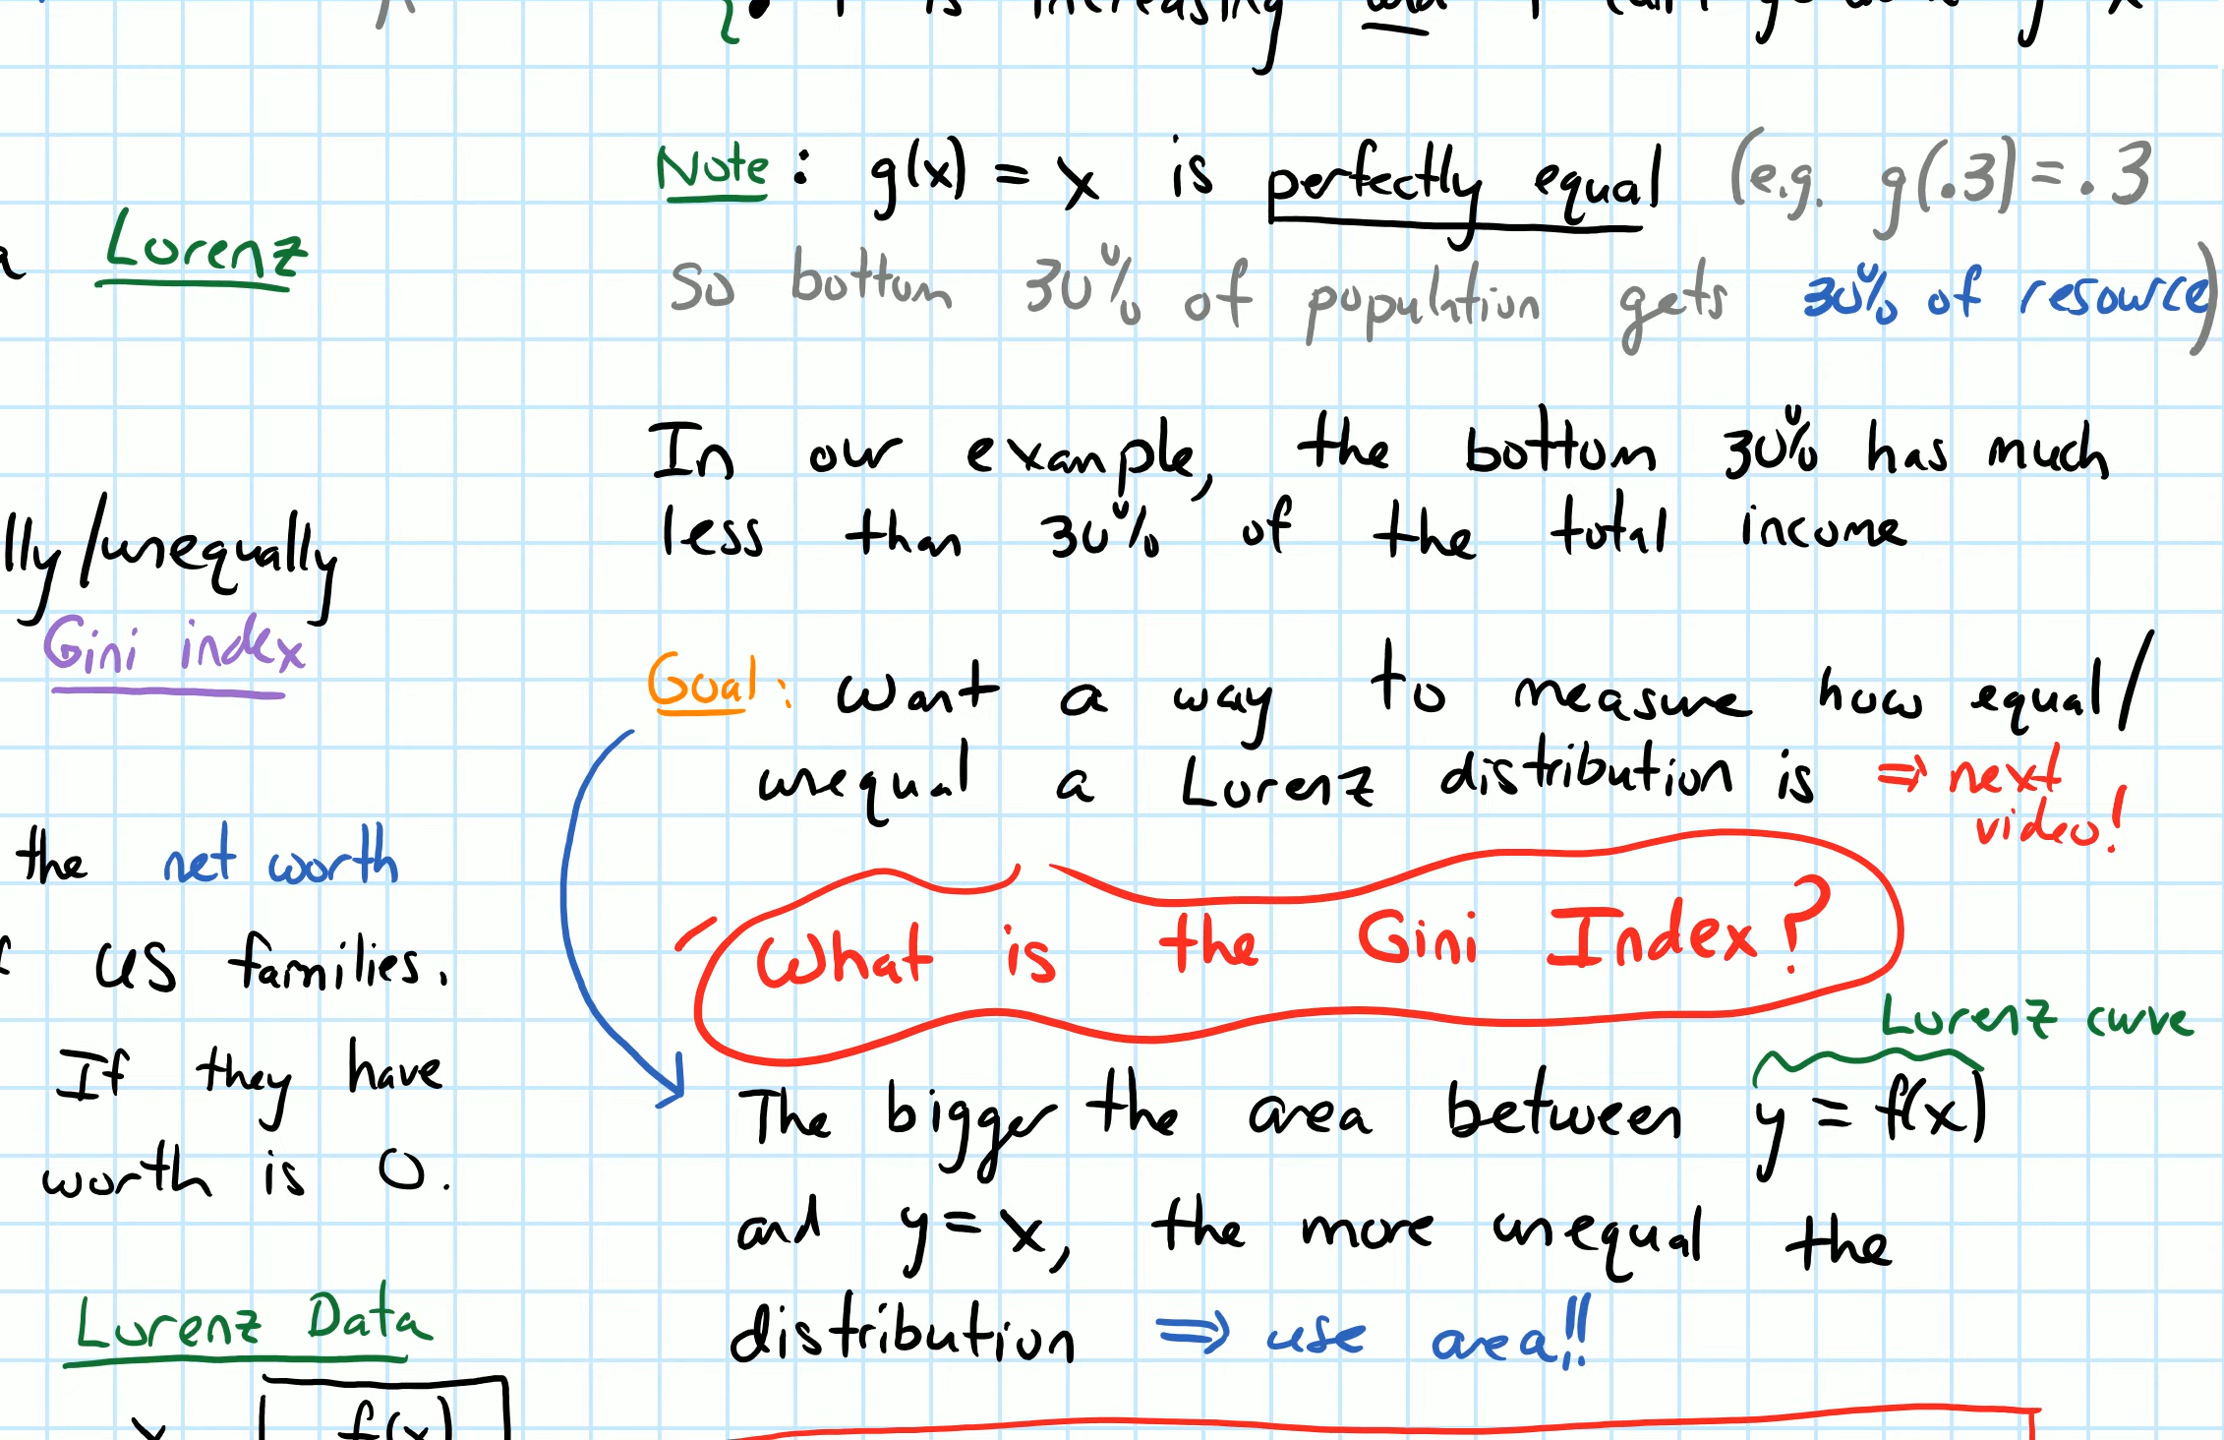 is increasing and
Note: g(x) = x is perfectly equal (e.g. g(.3) = .3
So bottom 30% of population gets 30% of resource)
In our example, the bottom 30% has much
less than 30% of the total income
Goal: Want a way to measure how equal/
unequal a Lorenz distribution is ⇒ next
video!
What is the Gini Index?
Lorenz curve
The bigger the area between y = f(x)
and y=x, the more unequal the
distribution ⇒ use area!!
Lorenz
lly/unequally
Gini index
the net worth
US families.
If they have
worth is 0.
Lorenz Data
x f(x)